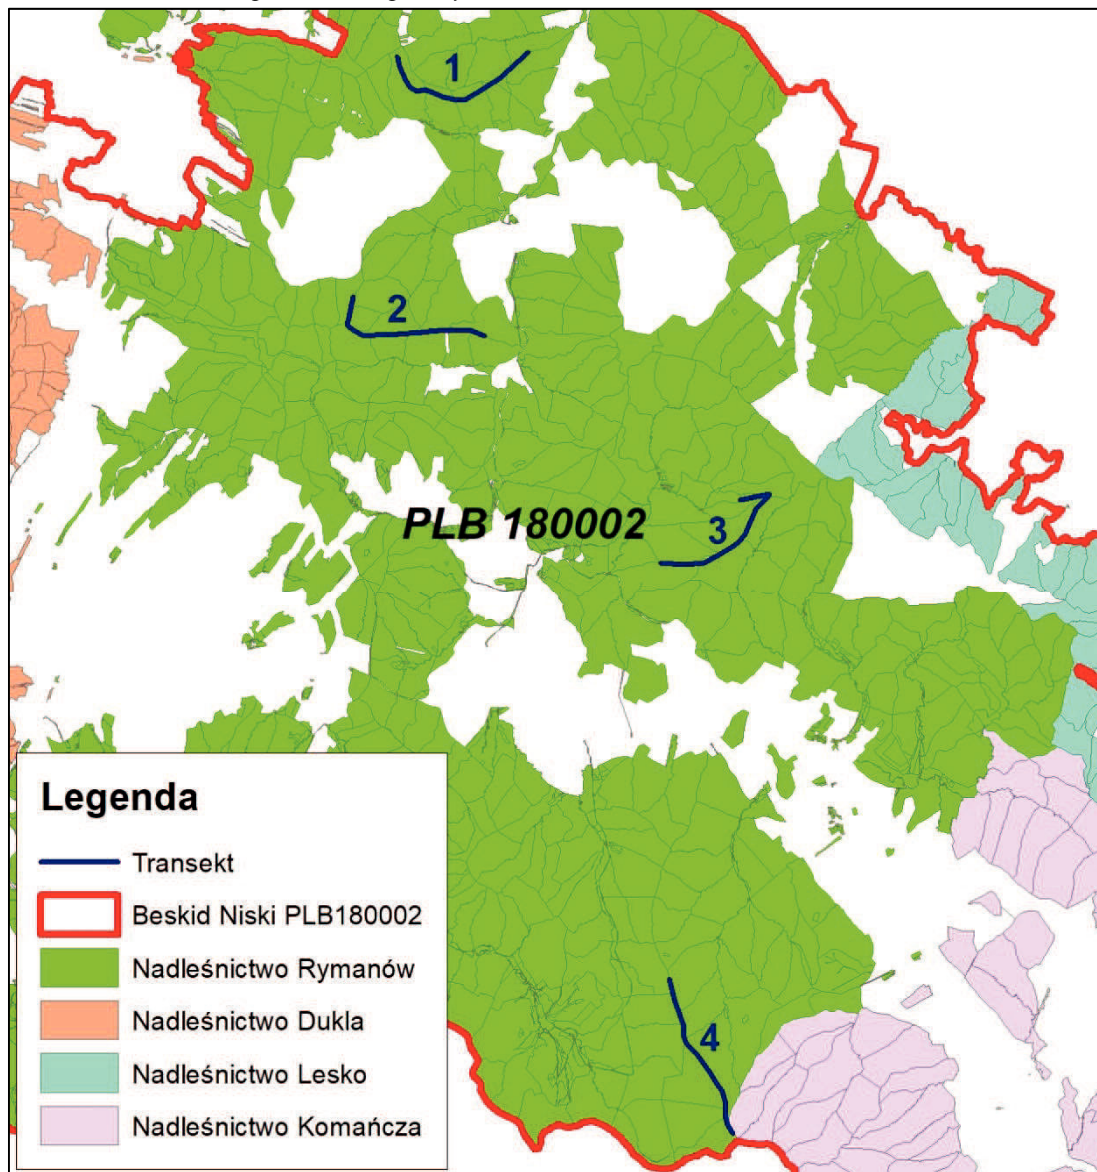 1
2
PLB 180002
3
Legenda
Transekt
Beskid Niski PLB180002
Nadleśnictwo Rymanów
Nadleśnictwo Dukla
Nadleśnictwo Lesko
Nadleśnictwo Komańcza
4